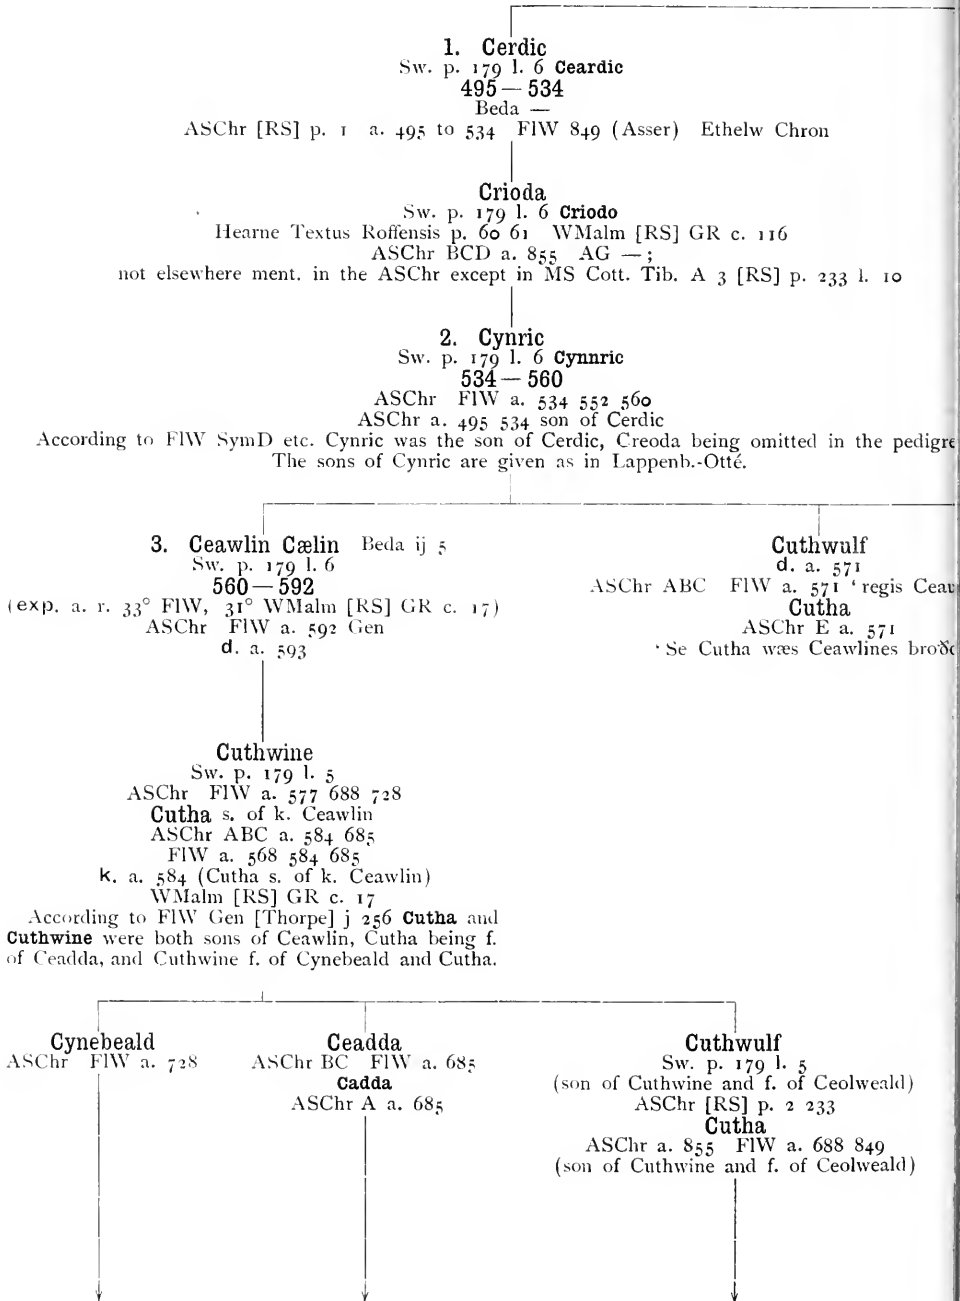 1. Cerdic
Sw. p. 179 l. 6 Ceardic
495 — 534
Beda —
ASChr [RS] p. 1 a. 495 to 534 FlW 849 (Asser) Ethelw Chron
Crioda
Sw. p. 179 l. 6 Criodo
Hearne Textus Roffensis p. 60 61 WMalm [RS] GR c. 116
ASChr BCD a. 855 AG — ;
not elsewhere ment. in the ASChr except in MS Cott. Tib. A 3 [RS] p. 233 l. 10
2. Cynric
Sw. p. 179 l. 6 Cynnric
534 — 560
ASChr FlW a. 534 552 560
ASChr a. 495 534 son of Cerdic
According to FlW SymD etc. Cynric was the son of Cerdic, Creoda being omitted in the pedigre
The sons of Cynric are given as in Lappenb.-Otté.
3. Ceawlin Cælin Beda ij 5
Sw. p. 179 l. 6
560 — 592
(exp. a. r. 33° FlW, 31° WMalm [RS] GR c. 17)
ASChr FlW a. 592 Gen
d. a. 593
Cuthwulf
d. a. 571
ASChr ABC FlW a. 571 ‘regis Ceau
Cutha
ASChr E a. 571
‘Se Cutha wæs Ceawlines broðo
Cuthwine
Sw. p. 179 l. 5
ASChr FlW a. 577 688 728
Cutha s. of k. Ceawlin
ASChr ABC a. 584 685
FlW a. 568 584 685
k. a. 584 (Cutha s. of k. Ceawlin)
WMalm [RS] GR c. 17
According to FlW Gen [Thorpe] j 256 Cutha and
Cuthwine were both sons of Ceawlin, Cutha being f.
of Ceadda, and Cuthwine f. of Cynebeald and Cutha.
Cynebeald
ASChr FlW a. 728
Ceadda
ASChr BC FlW a. 685
Cadda
ASChr A a. 685
Cuthwulf
Sw. p. 179 l. 5
(son of Cuthwine and f. of Ceolweald)
ASChr [RS] p. 2 233
Cutha
ASChr a. 855 FlW a. 688 849
(son of Cuthwine and f. of Ceolweald)